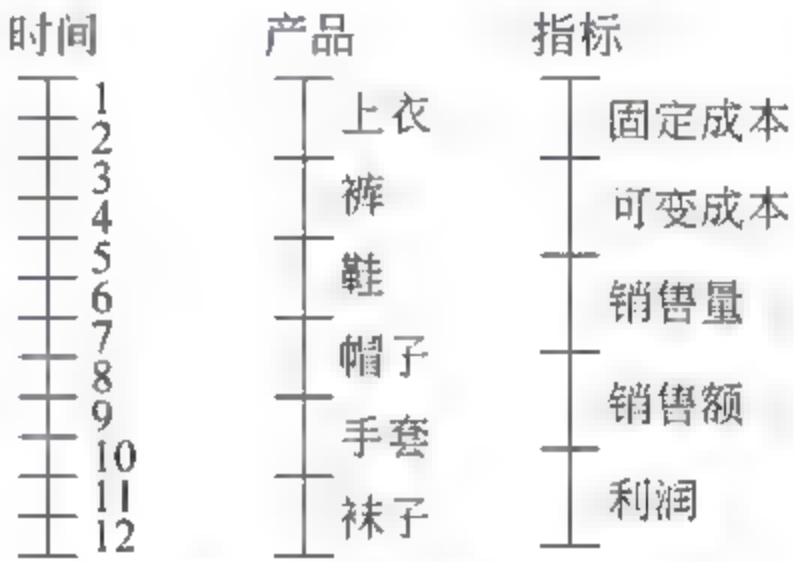 时间
1
2
3
4
5
6
7
8
9
10
11
12
产品
上衣
裤
鞋
帽子
手套
袜子
指标
固定成本
可变成本
销售量
销售额
利润